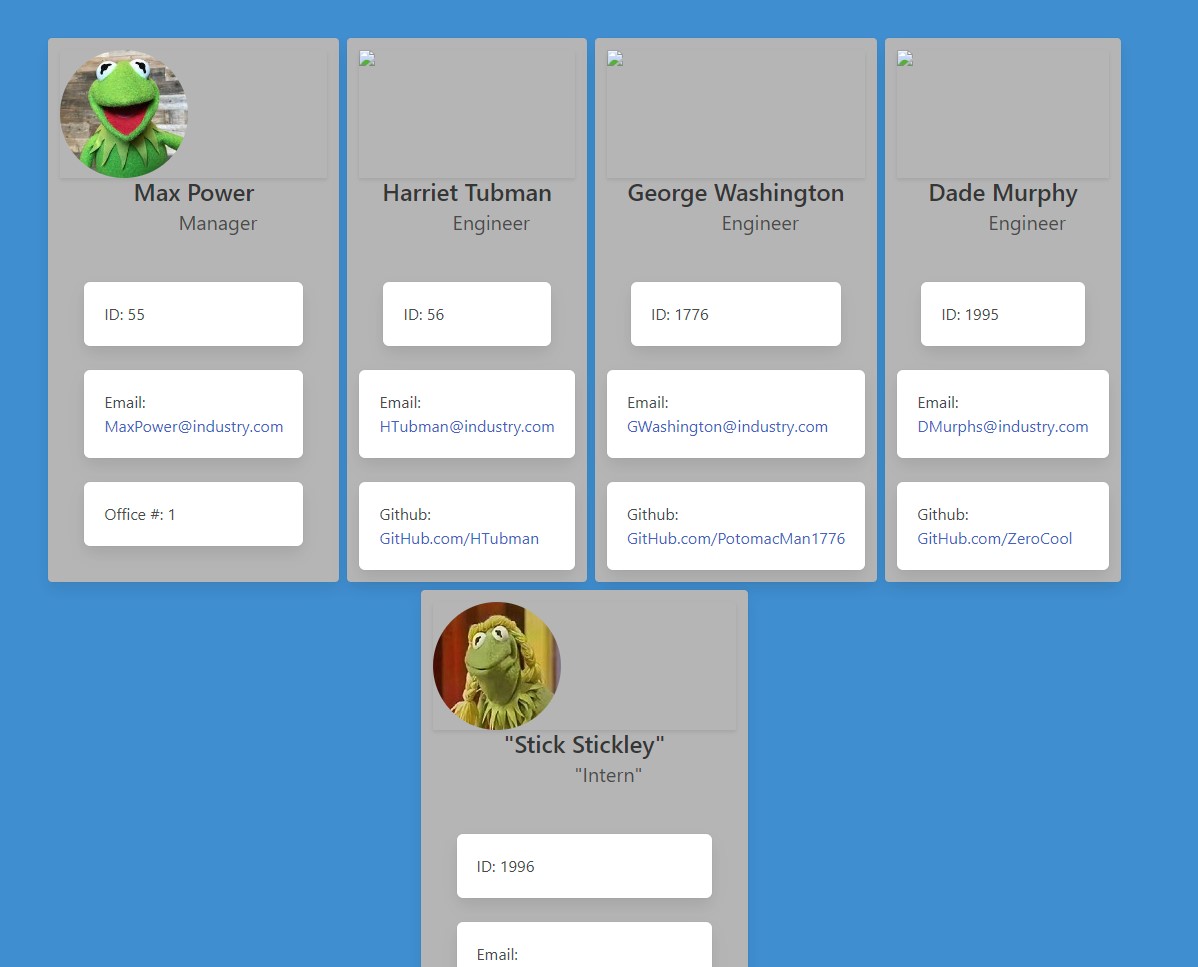 Max Power
Manager
ID: 55
Email:
MaxPower@industry.com
Office #: 1
Harriet Tubman
Engineer
ID: 56
Email:
HTubman@industry.com
Github:
GitHub.com/HTubman
George Washington
Engineer
ID: 1776
Email:
GWashington@industry.com
Github:
GitHub.com/PotomacMan1776
Dade Murphy
Engineer
ID: 1995
Email:
DMurphs@industry.com
Github:
GitHub.com/ZeroCool
"Stick Stickley"
"Intern"
ID: 1996
Email: